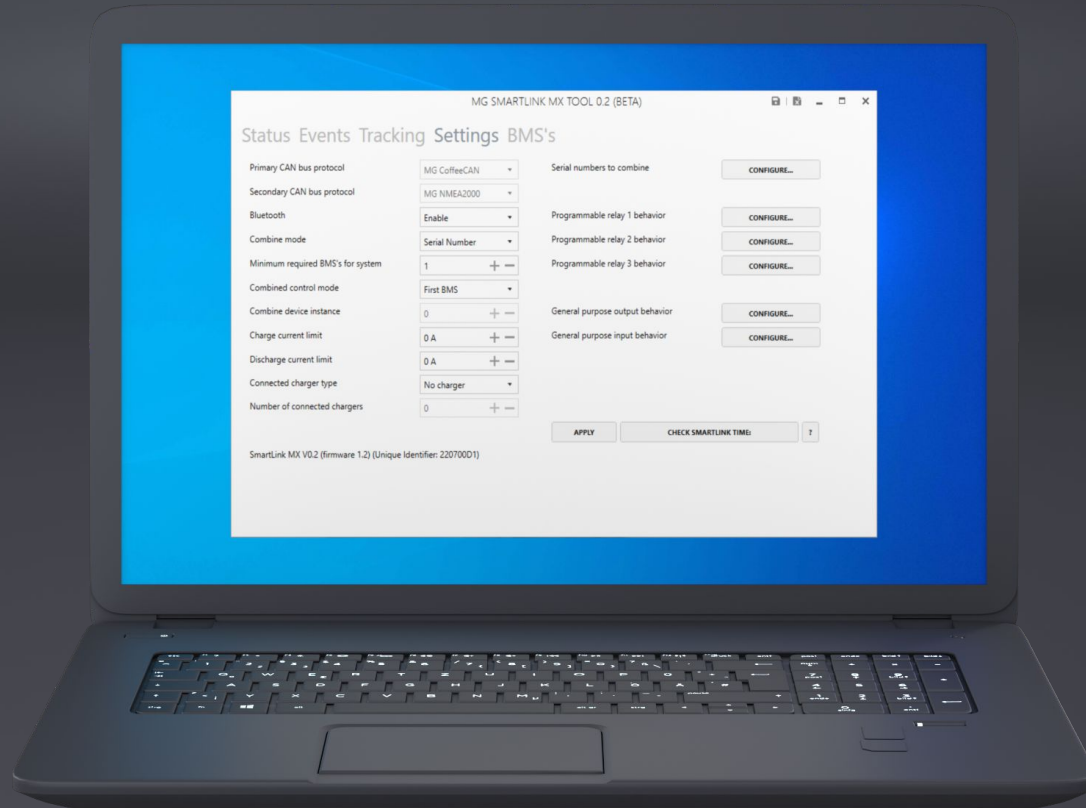 MG SMARTLINK MX TOOL 0.2 (BETA)
Status Events Tracking Settings BMS's
Primary CAN bus protocol MG CoffeeCAN Serial numbers to combine CONFIGURE...
Secondary CAN bus protocol MG NMEA2000
Bluetooth Enable Programmable relay 1 behavior CONFIGURE...
Combine mode Serial Number Programmable relay 2 behavior CONFIGURE...
Minimum required BMS's for system 1 Programmable relay 3 behavior CONFIGURE...
Combined control mode First BMS
Combine device instance 0 General purpose output behavior CONFIGURE...
Charge current limit 0 A General purpose input behavior CONFIGURE...
Discharge current limit 0 A
Connected charger type No charger
Number of connected chargers 0
APPLY CHECK SMARTLINK TIME: ?
SmartLink MX V0.2 (firmware 1.2) (Unique Identifier: 220700D1)